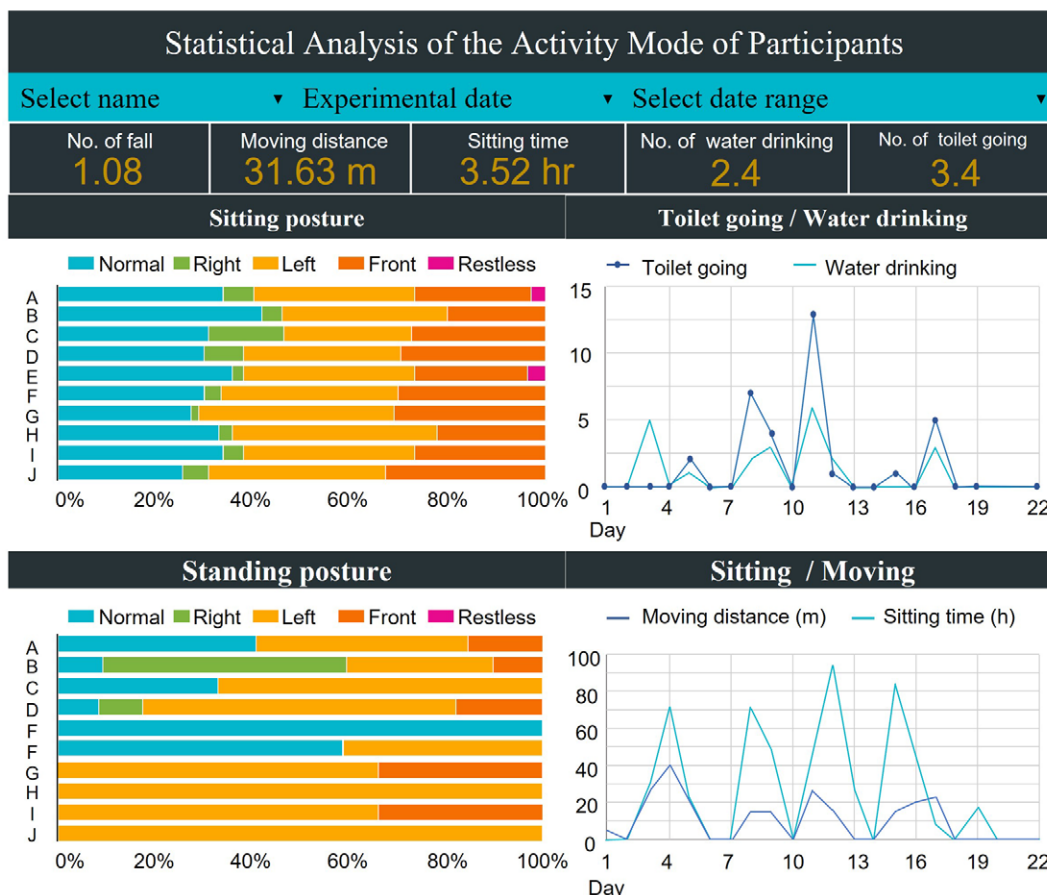 Statistical Analysis of the Activity Mode of Participants
Select name ▼ Experimental date ▼ Select date range ▼
No. of fall Moving distance Sitting time No. of water drinking No. of toilet going
1.08 31.63 m 3.52 hr 2.4 3.4
Sitting posture Toilet going / Water drinking
Normal Right Left Front Restless
Toilet going Water drinking
A
B
C
D
E
F
G
H
I
J
0% 20% 40% 60% 80% 100%
15
10
5
0
1 4 7 10 13 16 19 22
Day
Standing posture Sitting / Moving
Normal Right Left Front Restless
Moving distance (m) Sitting time (h)
A
B
C
D
F
F
G
H
I
J
0% 20% 40% 60% 80% 100%
100
80
60
40
20
0
1 4 7 10 13 16 19 22
Day